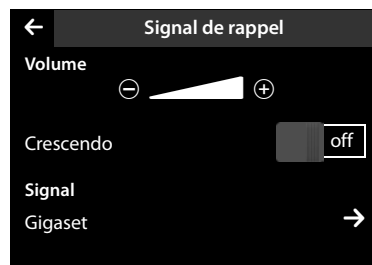 Signal de rappel
Volume
Crescendo off
Signal
Gigaset